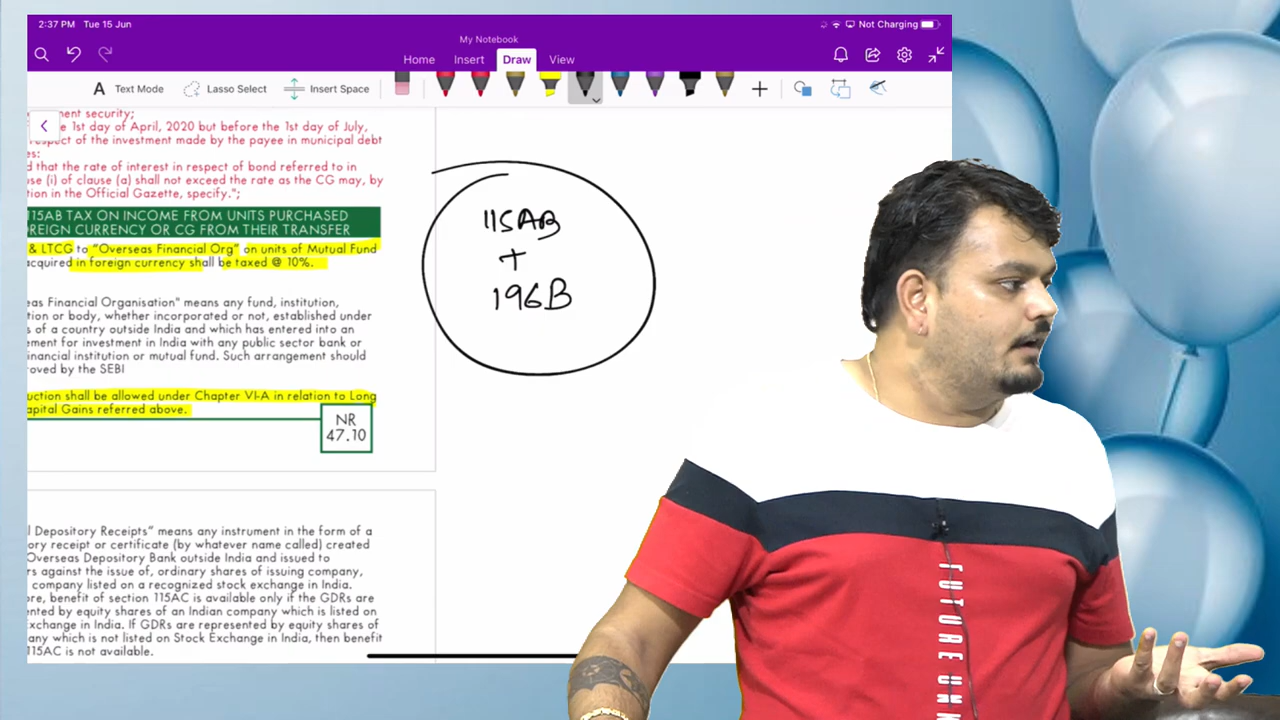 2:37 PM Tue 15 Jun
Not Charging
My Notebook
Home Insert Draw View
Text Mode Lasso Select Insert Space
ment security;
e 1st day of April, 2020 but before the 1st day of July,
respect of the investment made by the payee in municipal debt
es:
d that the rate of interest in respect of bond referred to in
use (i) of clause (a) shall not exceed the rate as the CG may, by
tion in the Official Gazette, specify.";
115AB TAX ON INCOME FROM UNITS PURCHASED
OREIGN CURRENCY OR CG FROM THEIR TRANSFER
& LTCG to "Overseas Financial Org" on units of Mutual Fund
acquired in foreign currency shall be taxed @ 10%.
eas Financial Organisation" means any fund, institution,
tion or body, whether incorporated or not, established under
s of a country outside India and which has entered into an
ement for investment in India with any public sector bank or
inancial institution or mutual fund. Such arrangement should
roved by the SEBI
uction shall be allowed under Chapter VI-A in relation to Long
apital Gains referred above.
NR
47.10
l Depository Receipts" means any instrument in the form of a
ory receipt or certificate (by whatever name called) created
Overseas Depository Bank outside India and issued to
rs against the issue of, ordinary shares of issuing company,
company listed on a recognized stock exchange in India.
ore, benefit of section 115AC is available only if the GDRs are
ented by equity shares of an Indian company which is listed on
xchange in India. If GDRs are represented by equity shares of
any which is not listed on Stock Exchange in India, then benefit
115AC is not available.
115AB
+
196B
FUTURE UNK